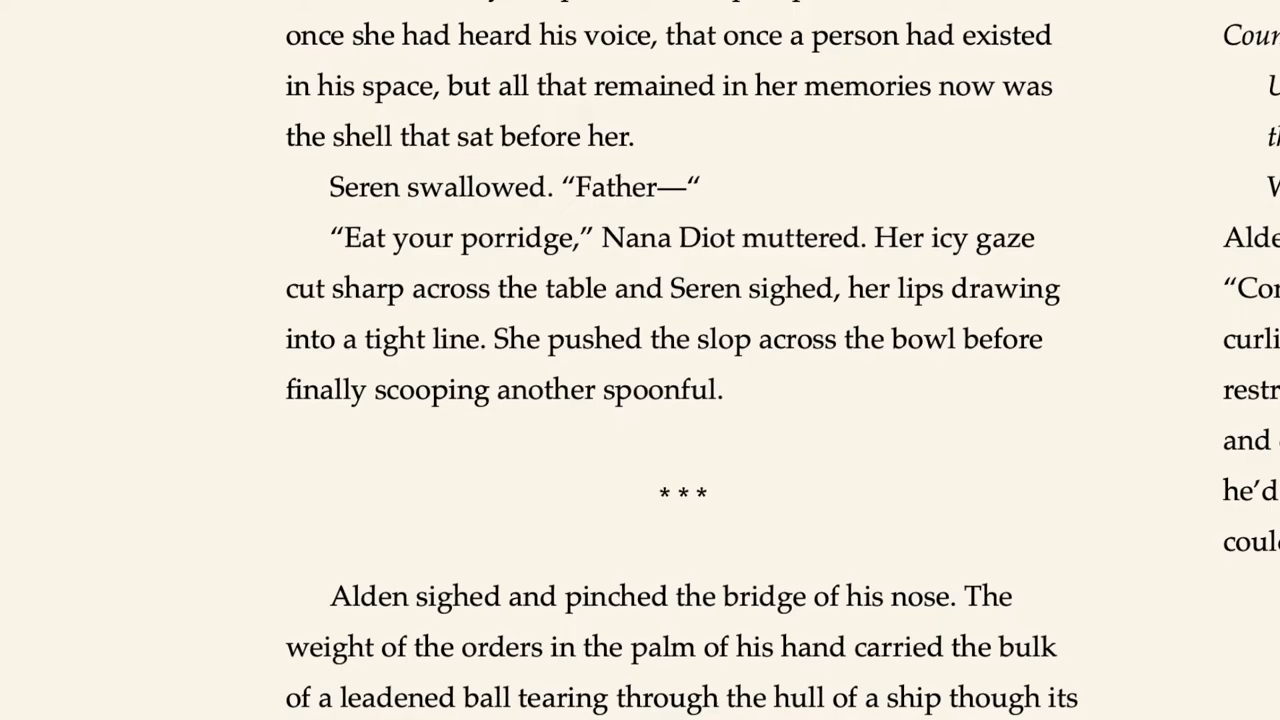 once she had heard his voice, that once a person had existed
in his space, but all that remained in her memories now was
the shell that sat before her.
Seren swallowed. “Father—“
“Eat your porridge,” Nana Diot muttered. Her icy gaze
cut sharp across the table and Seren sighed, her lips drawing
into a tight line. She pushed the slop across the bowl before
finally scooping another spoonful.
* * *
Alden sighed and pinched the bridge of his nose. The
weight of the orders in the palm of his hand carried the bulk
of a leadened ball tearing through the hull of a ship though its
and
he’d